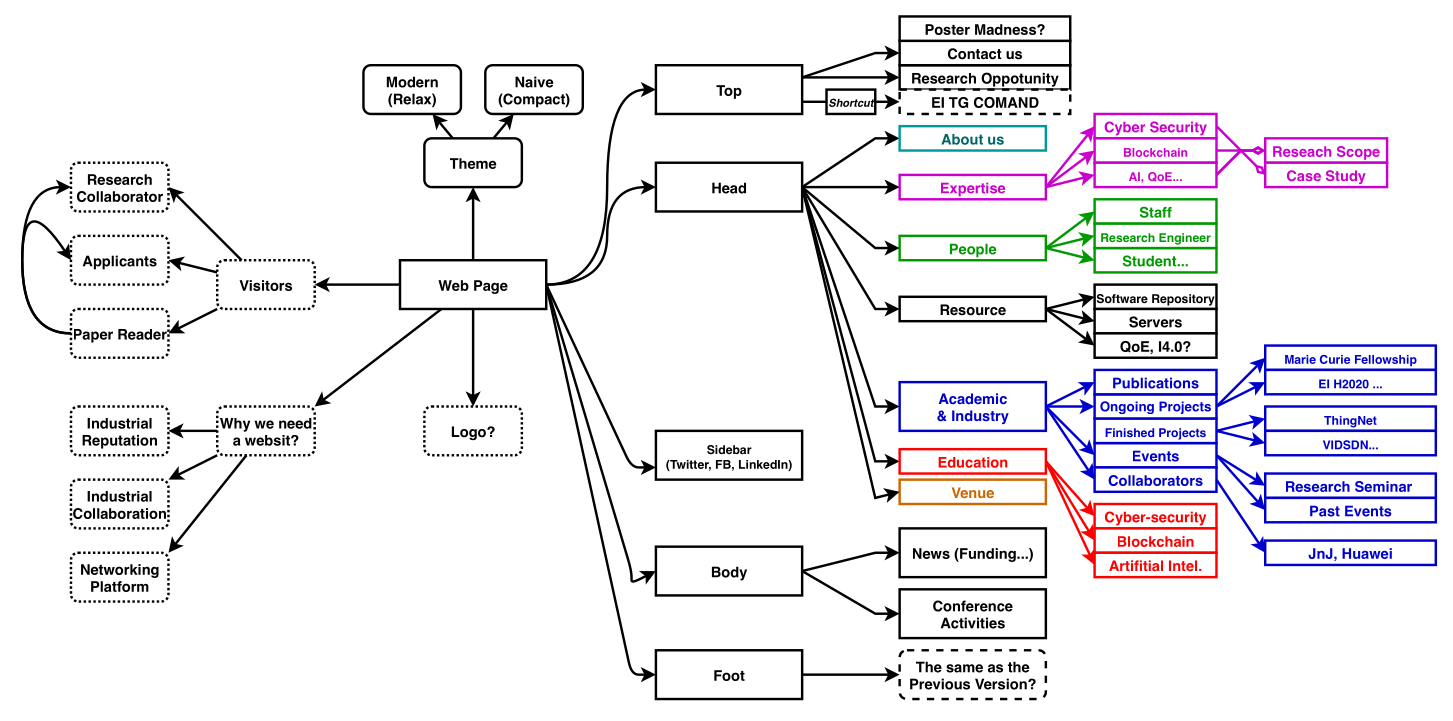 Poster Madness?
Contact us
Research Oppotunity
EI TG COMAND
Shortcut
Top
Modern
(Relax)
Naive
(Compact)
Theme
Research
Collaborator
Applicants
Paper Reader
Visitors
Web Page
Logo?
Why we need
a websit?
Industrial
Reputation
Industrial
Collaboration
Networking
Platform
Head
About us
Expertise
Cyber Security
Blockchain
AI, QoE...
Reseach Scope
Case Study
People
Staff
Research Engineer
Student...
Resource
Software Repository
Servers
QoE, I4.0?
Academic
& Industry
Publications
Ongoing Projects
Finished Projects
Events
Collaborators
Marie Curie Fellowship
EI H2020 ...
ThingNet
VIDSDN...
Research Seminar
Past Events
JnJ, Huawei
Education
Cyber-security
Blockchain
Artifitial Intel.
Venue
Sidebar
(Twitter, FB, LinkedIn)
Body
News (Funding...)
Conference
Activities
Foot
The same as the
Previous Version?